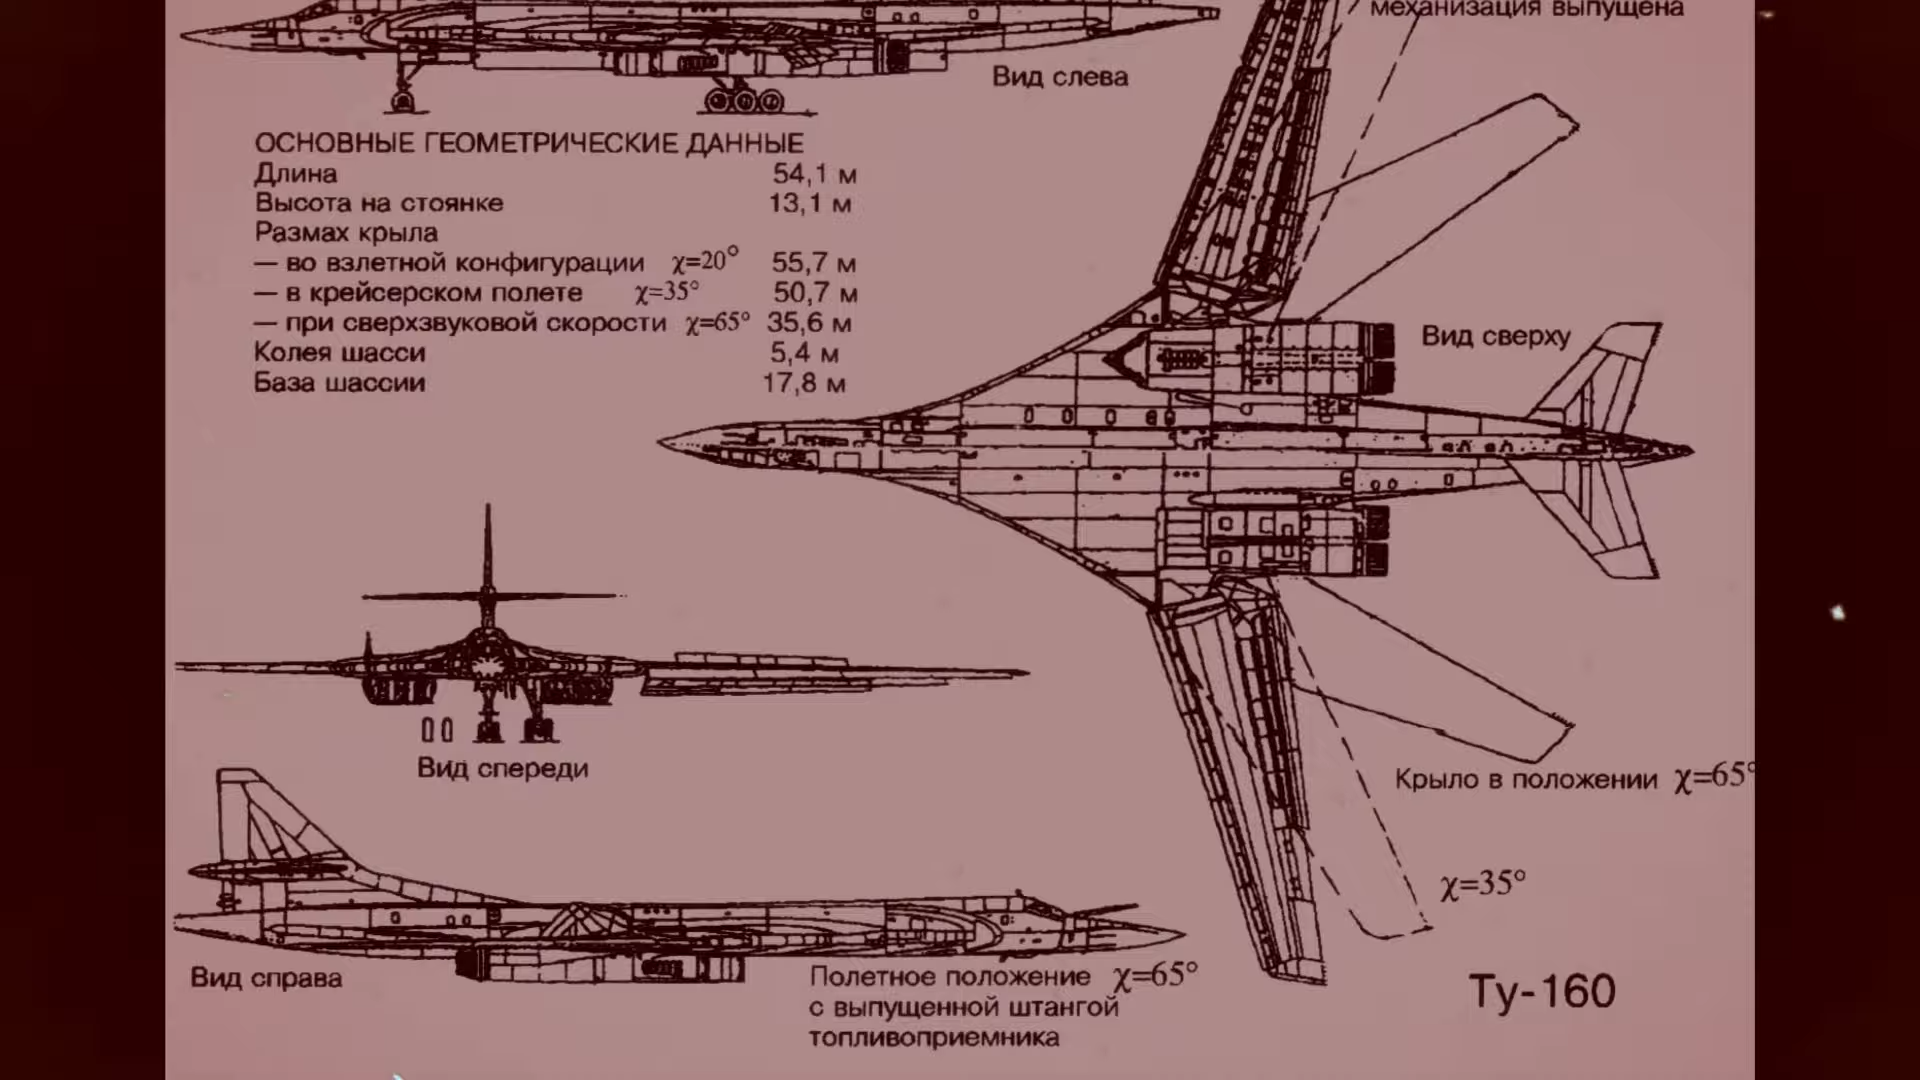 механизация выпущена
Вид слева
ОСНОВНЫЕ ГЕОМЕТРИЧЕСКИЕ ДАННЫЕ
Длина 54,1 м
Высота на стоянке 13,1 м
Размах крыла
— во взлетной конфигурации χ=20° 55,7 м
— в крейсерском полете χ=35° 50,7 м
— при сверхзвуковой скорости χ=65° 35,6 м
Колея шасси 5,4 м
База шассии 17,8 м
Вид сверху
Вид спереди
Крыло в положении χ=65°
χ=35°
Вид справа
Полетное положение χ=65°
с выпущенной штангой
топливоприемника
Ту-160